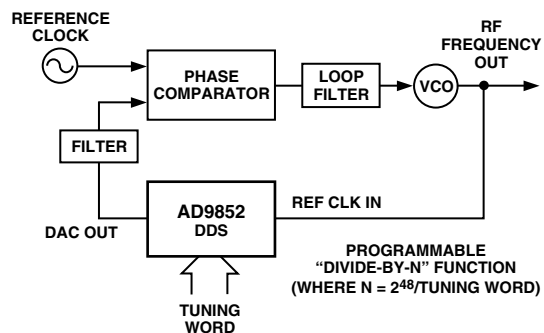 REFERENCE
CLOCK
PHASE
COMPARATOR
LOOP
FILTER
VCO
RF
FREQUENCY
OUT
FILTER
DAC OUT
AD9852
DDS
REF CLK IN
TUNING
WORD
PROGRAMMABLE
“DIVIDE-BY-N” FUNCTION
(WHERE N = 2⁴⁸/TUNING WORD)